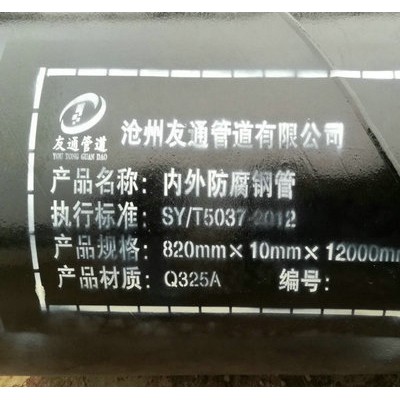 沧州友通管道有限公司
友通管道
YOU TONG GUAN DAO
产品名称：内外防腐钢管
执行标准：SY/T5037-2012
产品规格：820mm×10mm×12000mm
产品材质：Q325A 编号：